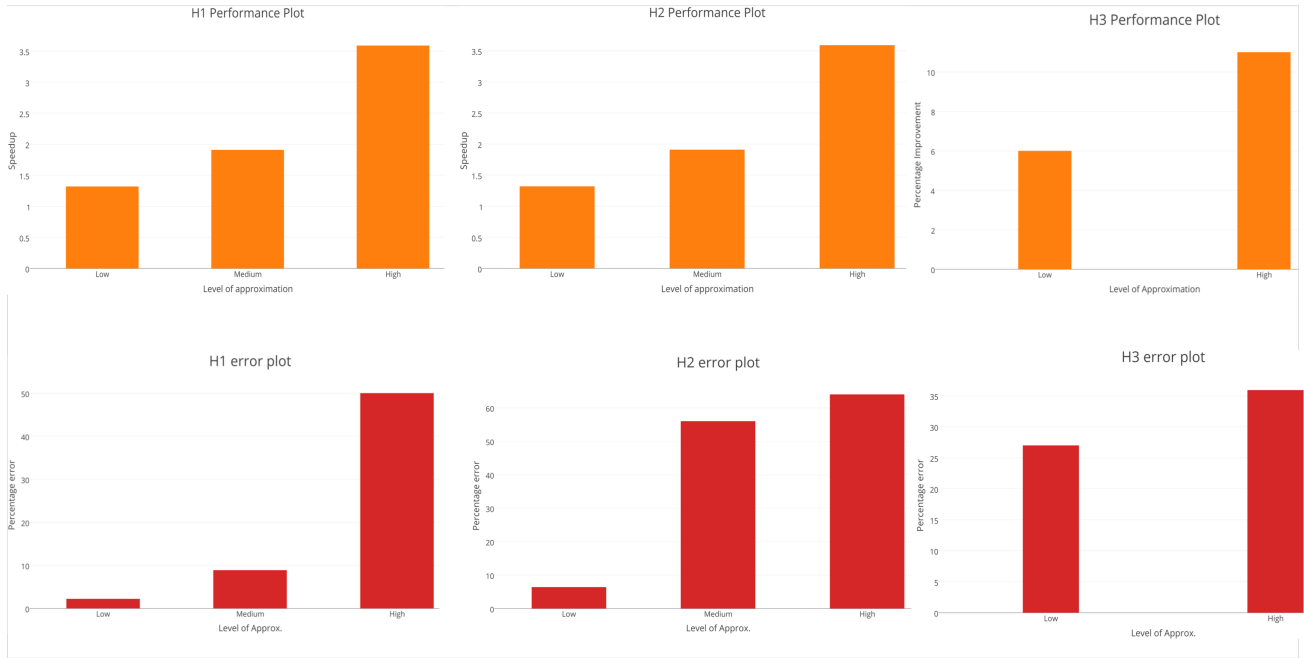 H1 Performance Plot
3.5
3
2.5
2
1.5
1
0.5
0
Speedup
Low Medium High
Level of approximation
H2 Performance Plot
3.5
3
2.5
2
1.5
1
0.5
0
Speedup
Low Medium High
Level of approximation
H3 Performance Plot
10
8
6
4
2
0
Percentage Improvement
Low High
Level of Approximation
H1 error plot
50
40
30
20
10
0
Percentage error
Low Medium High
Level of Approx.
H2 error plot
60
50
40
30
20
10
0
Percentage error
Low Medium High
Level of Approx.
H3 error plot
35
30
25
20
15
10
5
0
Percentage error
Low High
Level of Approx.